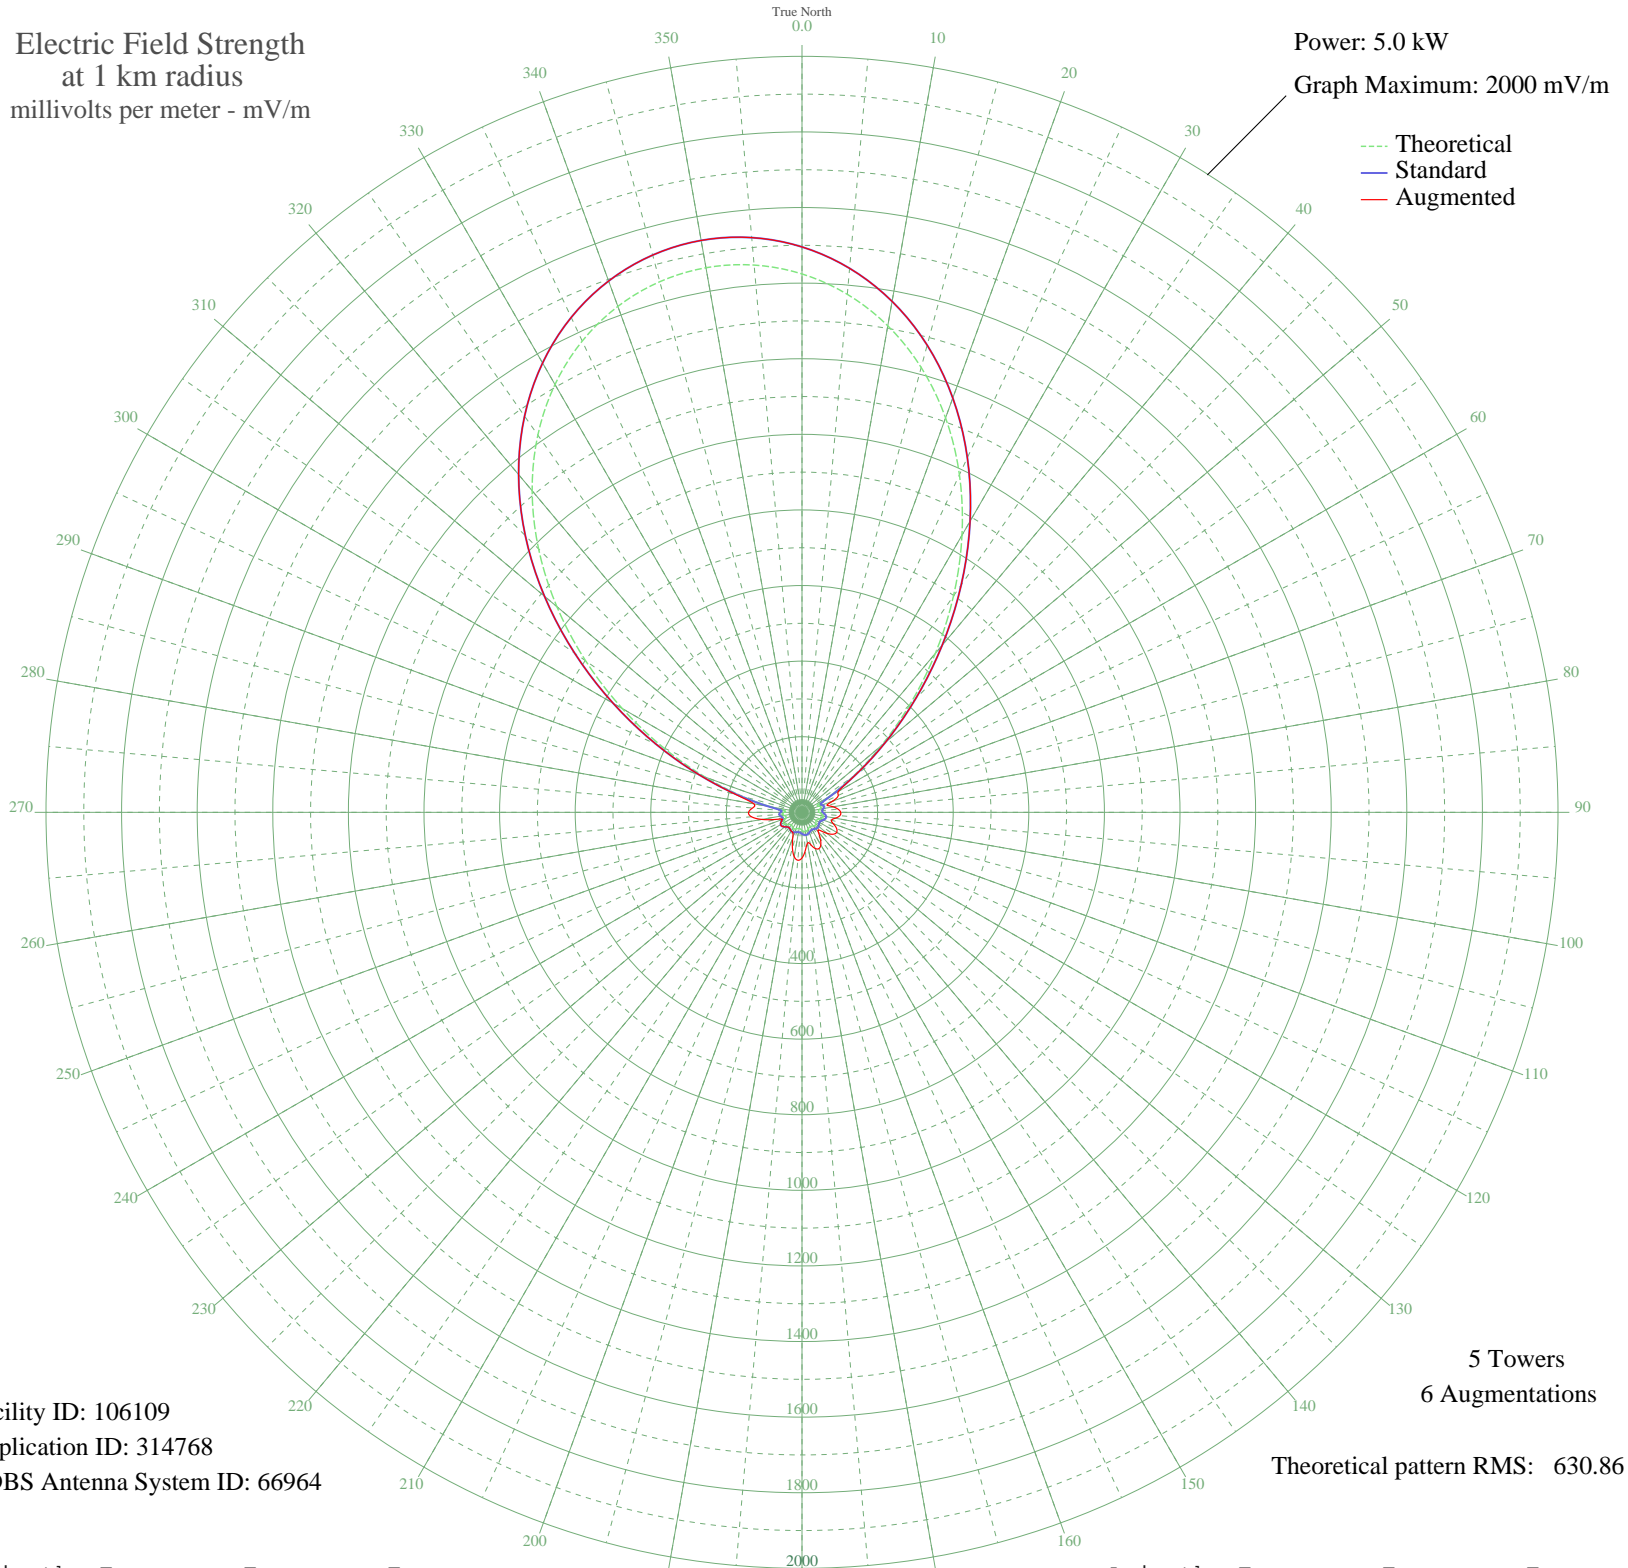 True North
0.0
Electric Field Strength
at 1 km radius
millivolts per meter - mV/m
Power: 5.0 kW
Graph Maximum: 2000 mV/m
Theoretical
Standard
Augmented
10
20
30
40
50
60
70
80
90
100
110
120
130
140
150
160
200
210
220
230
240
250
260
270
280
290
300
310
320
330
340
350
400
600
800
1000
1200
1400
1600
1800
2000
5 Towers
6 Augmentations
Theoretical pattern RMS: 630.86
cility ID: 106109
plication ID: 314768
DBS Antenna System ID: 66964